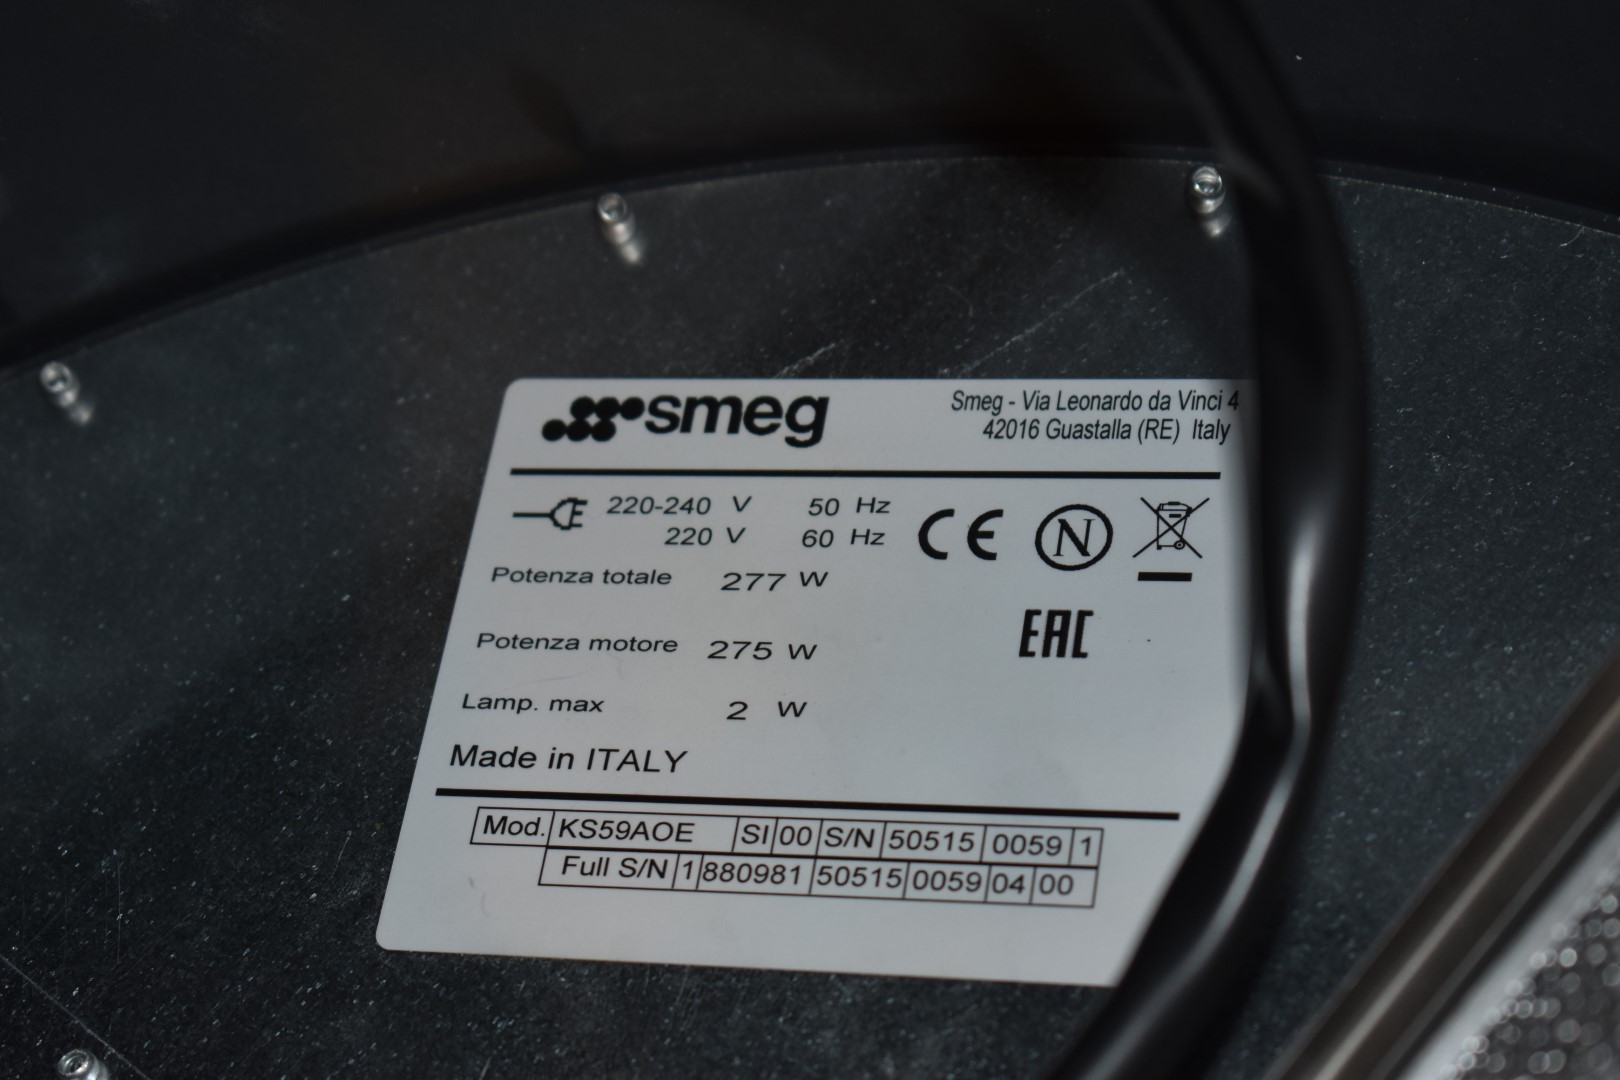 smeg
Smeg - Via Leonardo da Vinci 4
42016 Guastalla (RE) Italy
220-240 V 50 Hz
220 V 60 Hz
CE N
Potenza totale 277 W
EAC
Potenza motore 275 W
Lamp. max 2 W
Made in ITALY
Mod. KS59AOE SI 00 S/N 50515 0059 1
Full S/N 1 880981 50515 0059 04 00